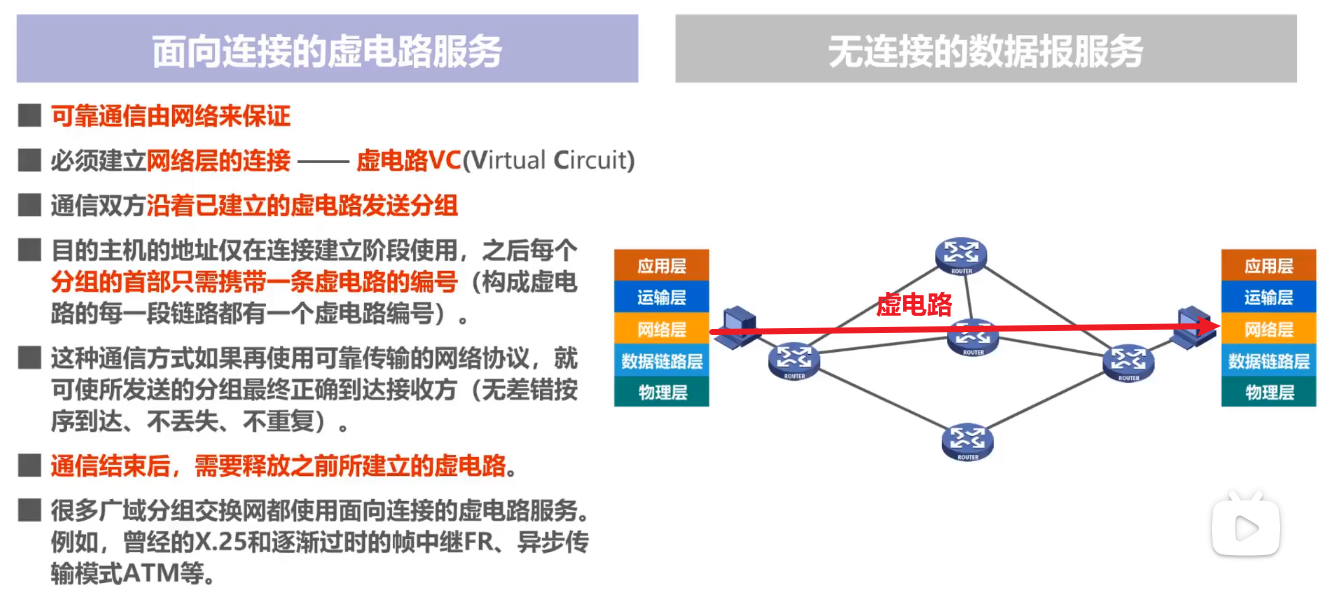 面向连接的虚电路服务
无连接的数据报服务
可靠通信由网络来保证
必须建立网络层的连接 —— 虚电路VC(Virtual Circuit)
通信双方沿着已建立的虚电路发送分组
目的主机的地址仅在连接建立阶段使用，之后每个
分组的首部只需携带一条虚电路的编号（构成虚电
路的每一段链路都有一个虚电路编号）。
这种通信方式如果再使用可靠传输的网络协议，就
可使所发送的分组最终正确到达接收方（无差错按
序到达、不丢失、不重复）。
通信结束后，需要释放之前所建立的虚电路。
很多广域分组交换网都使用面向连接的虚电路服务。
例如，曾经的X.25和逐渐过时的帧中继FR、异步传
输模式ATM等。
应用层
运输层
网络层
数据链路层
物理层
虚电路
ROUTER
ROUTER
ROUTER
ROUTER
ROUTER
应用层
运输层
网络层
数据链路层
物理层